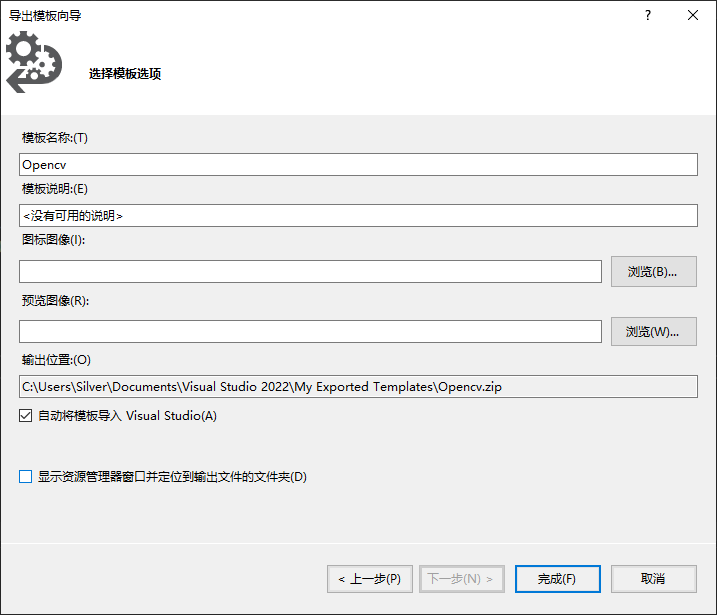 导出模板向导
?
选择模板选项
模板名称:(T)
Opencv
模板说明:(E)
<没有可用的说明>
图标图像(I):
浏览(B)...
预览图像(R):
浏览(W)...
输出位置:(O)
C:\Users\Silver\Documents\Visual Studio 2022\My Exported Templates\Opencv.zip
自动将模板导入 Visual Studio(A)
显示资源管理器窗口并定位到输出文件的文件夹(D)
< 上一步(P)
下一步(N) >
完成(F)
取消